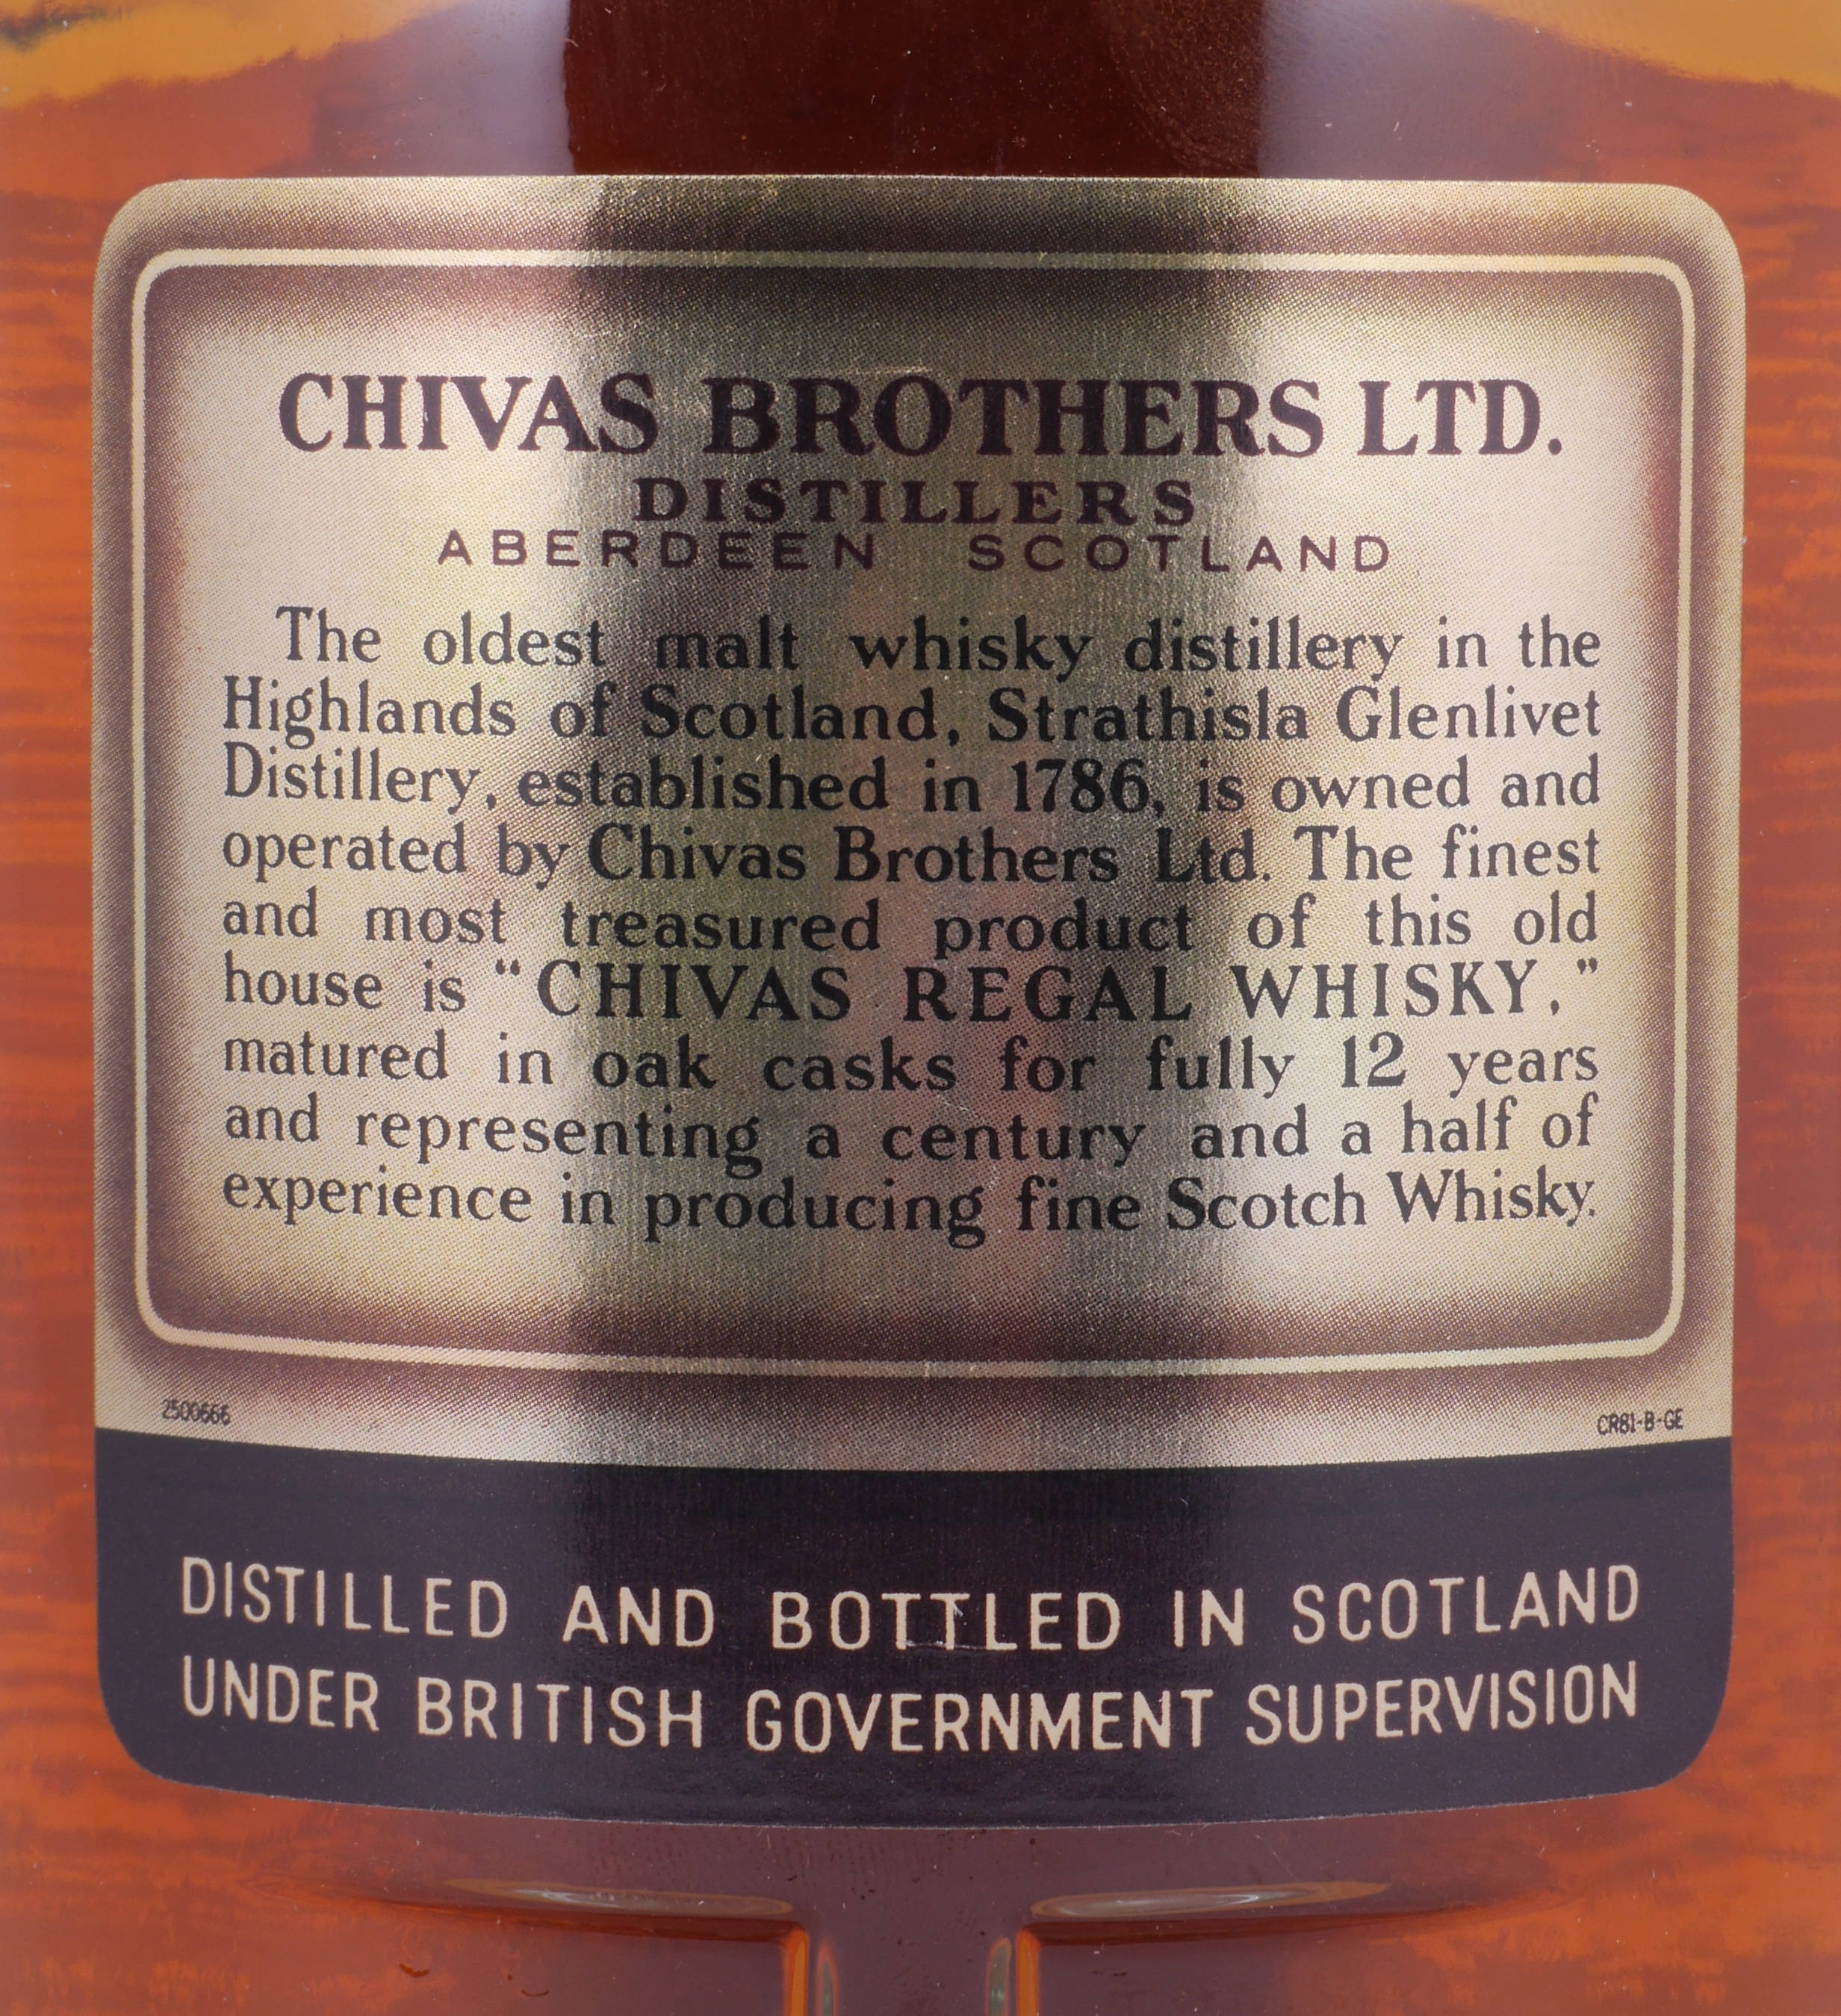 CHIVAS BROTHERS LTD.
DISTILLERS
ABERDEEN SCOTLAND
The oldest malt whisky distillery in the
Highlands of Scotland, Strathisla Glenlivet
Distillery, established in 1786, is owned and
operated by Chivas Brothers Ltd. The finest
and most treasured product of this old
house is “CHIVAS REGAL WHISKY,”
matured in oak casks for fully 12 years
and representing a century and a half of
experience in producing fine Scotch Whisky.
2500666 CR81-B-GE
DISTILLED AND BOTTLED IN SCOTLAND
UNDER BRITISH GOVERNMENT SUPERVISION